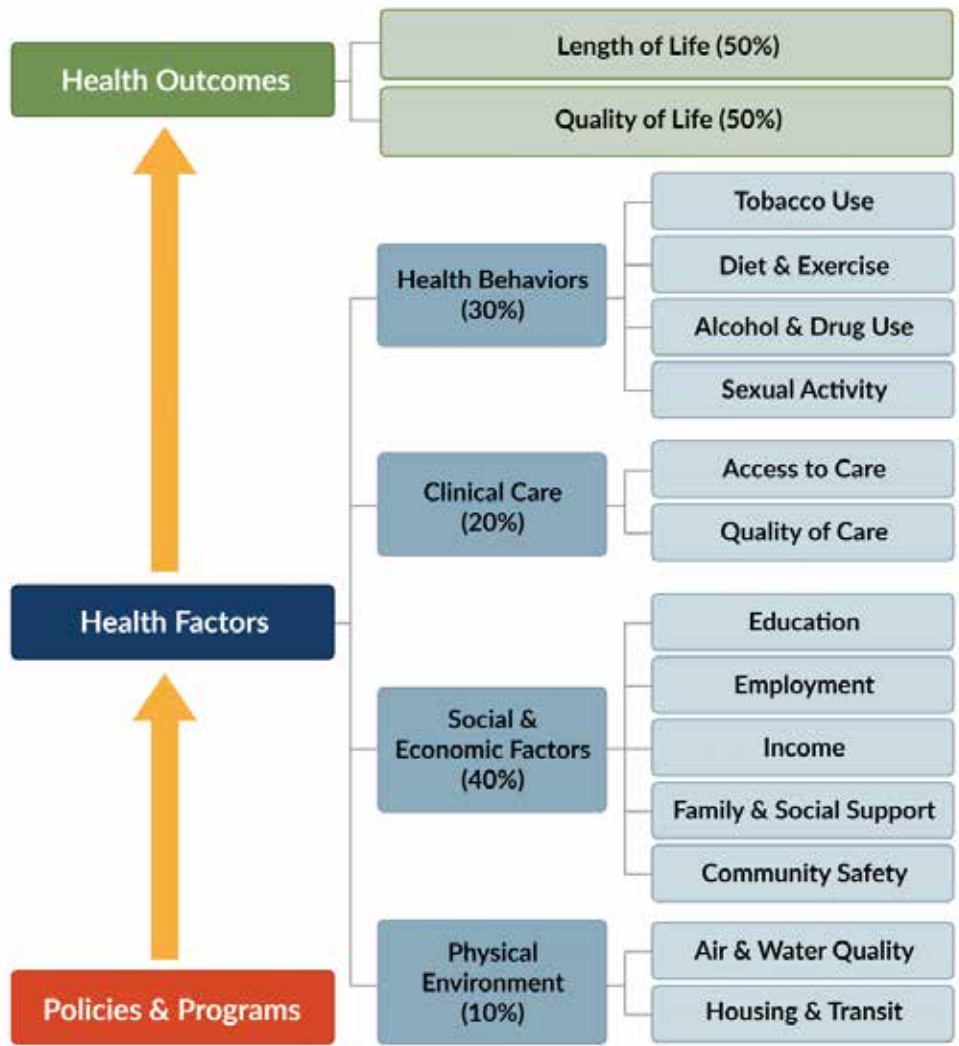 Health Outcomes
Length of Life (50%)
Quality of Life (50%)
Health Factors
Health Behaviors
(30%)
Tobacco Use
Diet & Exercise
Alcohol & Drug Use
Sexual Activity
Clinical Care
(20%)
Access to Care
Quality of Care
Social &
Economic Factors
(40%)
Education
Employment
Income
Family & Social Support
Community Safety
Physical
Environment
(10%)
Air & Water Quality
Housing & Transit
Policies & Programs